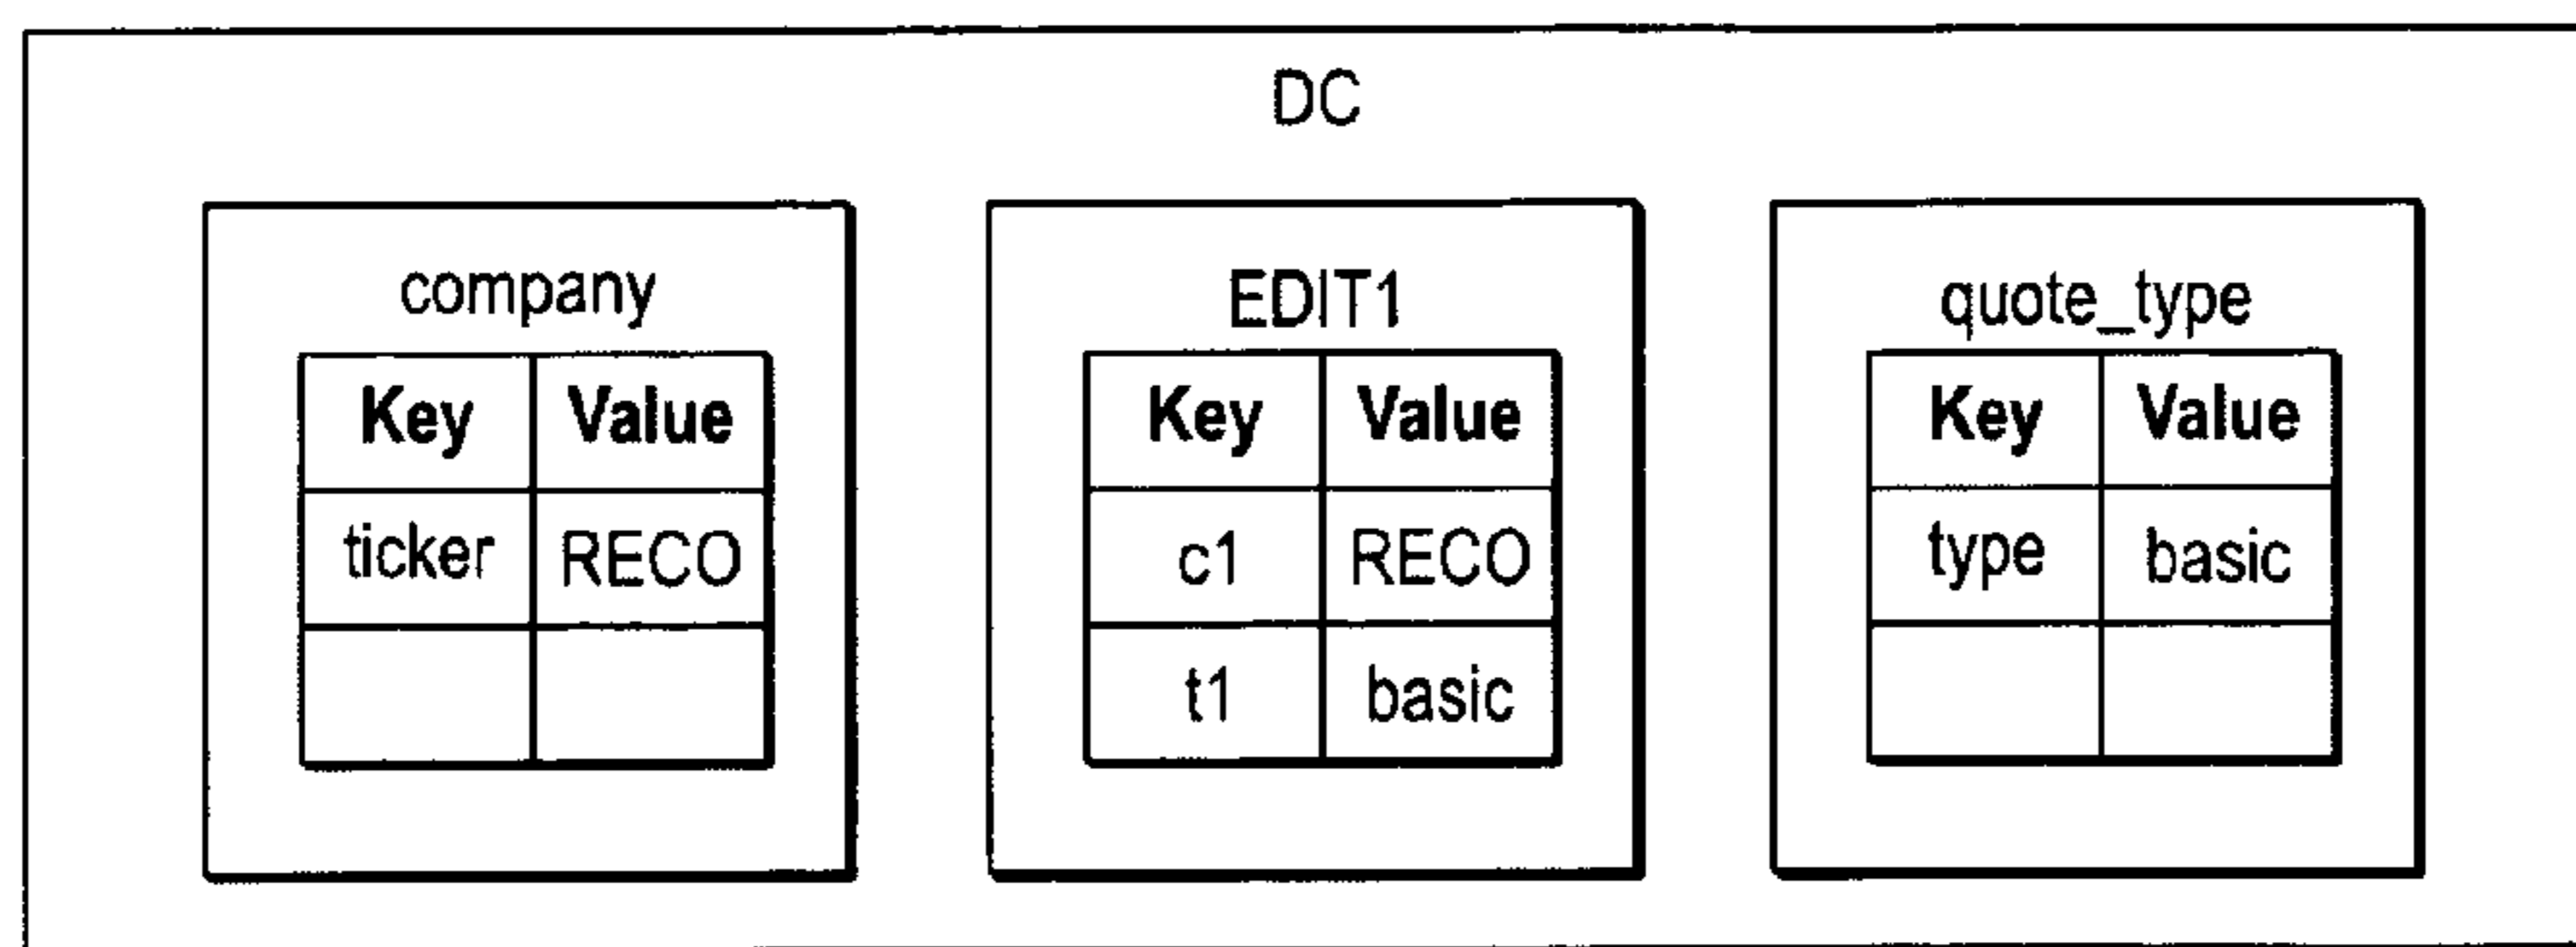 DC
company
Key Value
ticker RECO
EDIT1
Key Value
c1 RECO
t1 basic
quote_type
Key Value
type basic